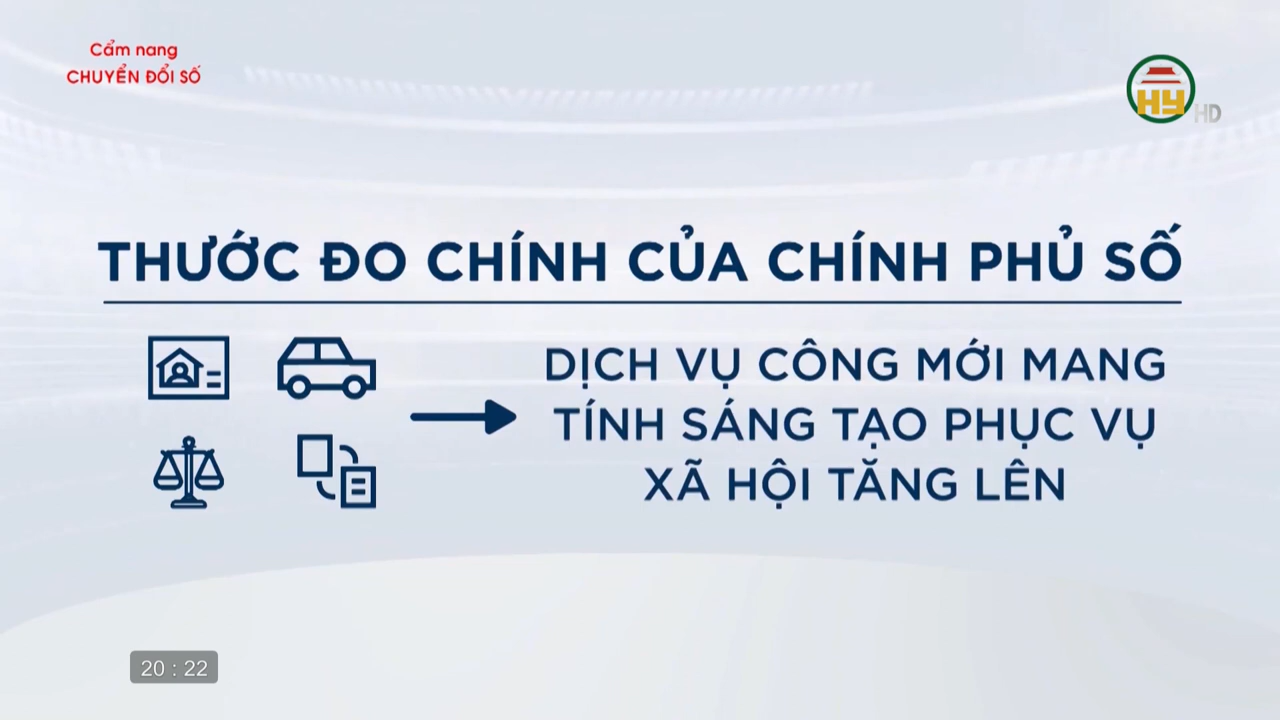 Cẩm nang
CHUYỂN ĐỔI SỐ
HY
HD
THƯỚC ĐO CHÍNH CỦA CHÍNH PHỦ SỐ
DỊCH VỤ CÔNG MỚI MANG
TÍNH SÁNG TẠO PHỤC VỤ
XÃ HỘI TĂNG LÊN
20 : 22